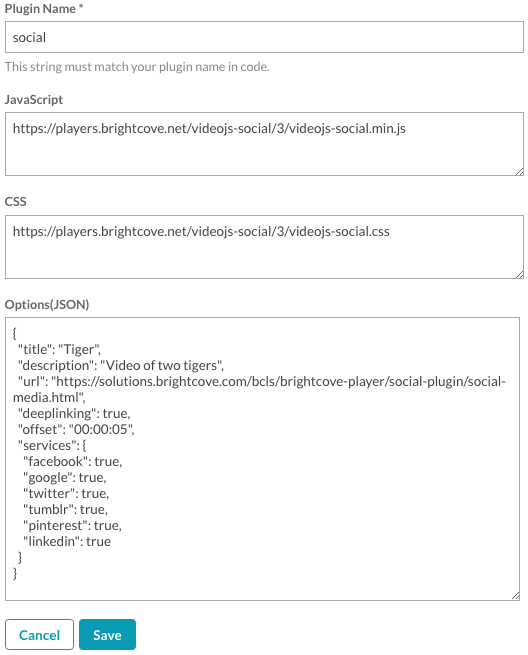 Plugin Name *
social
This string must match your plugin name in code.
JavaScript
https://players.brightcove.net/videojs-social/3/videojs-social.min.js
CSS
https://players.brightcove.net/videojs-social/3/videojs-social.css
Options(JSON)
{
"title": "Tiger",
"description": "Video of two tigers",
"url": "https://solutions.brightcove.com/bcls/brightcove-player/social-plugin/social-
media.html",
"deeplinking": true,
"offset": "00:00:05",
"services": {
"facebook": true,
"google": true,
"twitter": true,
"tumblr": true,
"pinterest": true,
"linkedin": true
}
}
Cancel Save